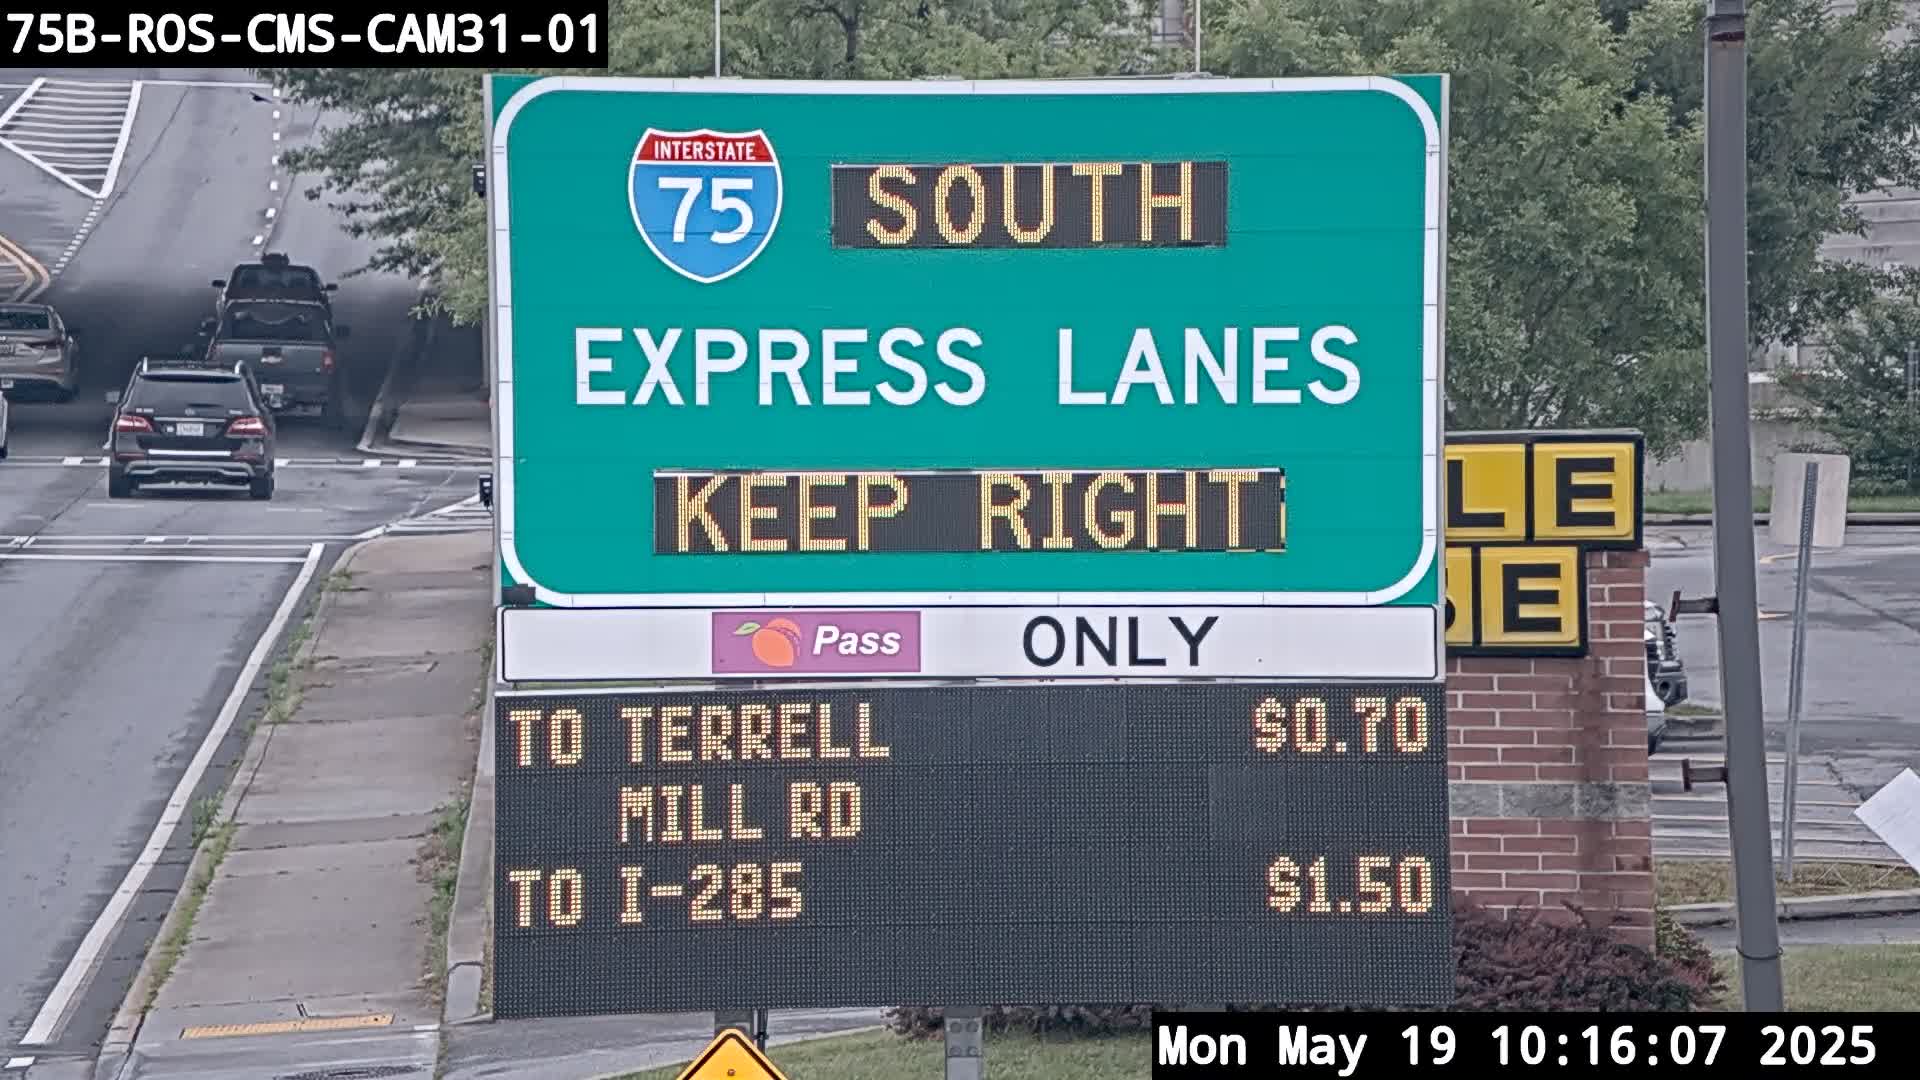 75B-ROS-CMS-CAM31-01
INTERSTATE
75
SOUTH
EXPRESS LANES
KEEP RIGHT
Pass ONLY
TO TERRELL $0.70
MILL RD
TO I-285 $1.50
LE
E
Mon May 19 10:16:07 2025